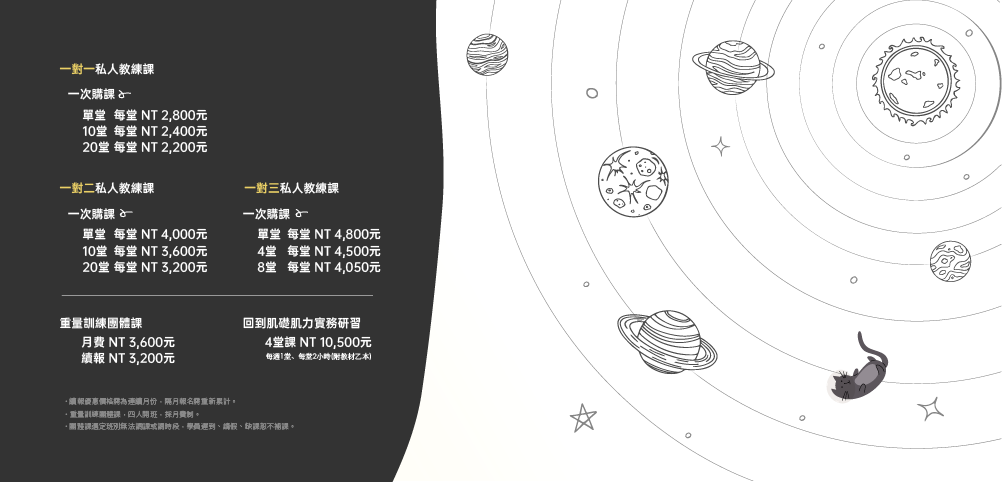 一對一私人教練課
一次購課
單堂 每堂 NT 2,800元
10堂 每堂 NT 2,400元
20堂 每堂 NT 2,200元
一對二私人教練課
一次購課
單堂 每堂 NT 4,000元
10堂 每堂 NT 3,600元
20堂 每堂 NT 3,200元
一對三私人教練課
一次購課
單堂 每堂 NT 4,800元
4堂 每堂 NT 4,500元
8堂 每堂 NT 4,050元
重量訓練團體課
月費 NT 3,600元
續報 NT 3,200元
回到肌礎肌力實務研習
4堂課 NT 10,500元
每週1堂、每堂2小時(附教材乙本)
・續報優惠價格需為連續月份，隔月報名需重新累計。
・重量訓練團體課，四人開班，採月費制。
・團體課選定班別無法調課或調時段，學員遲到、請假、缺課恕不補課。